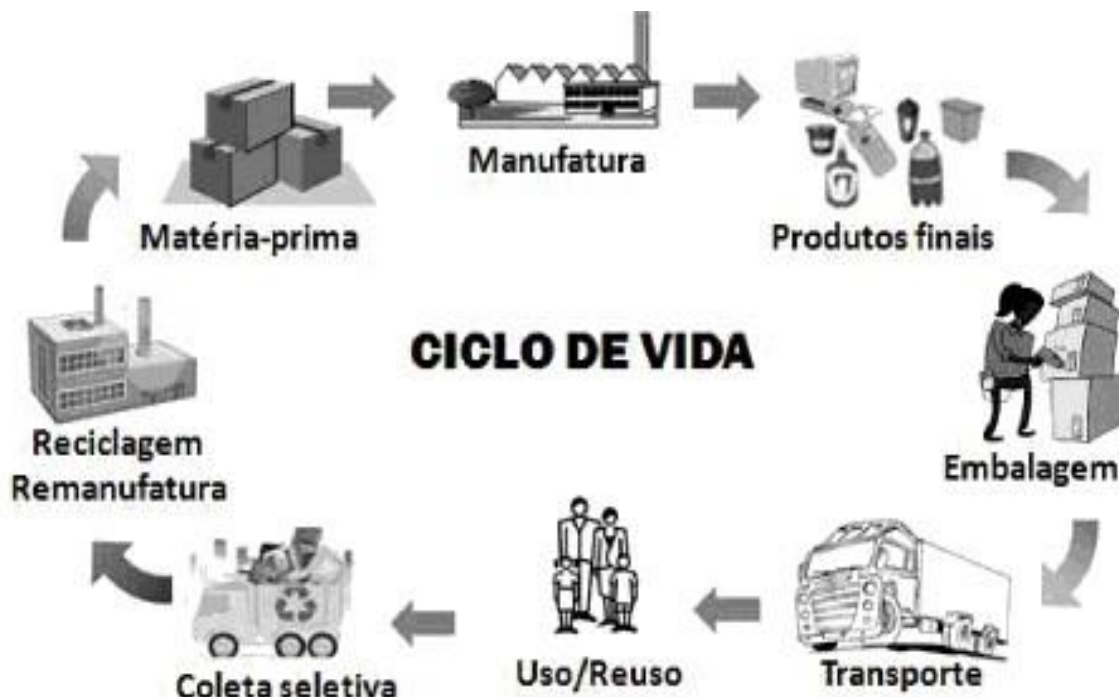 Matéria-prima
Manufatura
Produtos finais
CICLO DE VIDA
Embalagem
Transporte
Uso/Reuso
Coleta seletiva
Reciclagem
Remanufatura